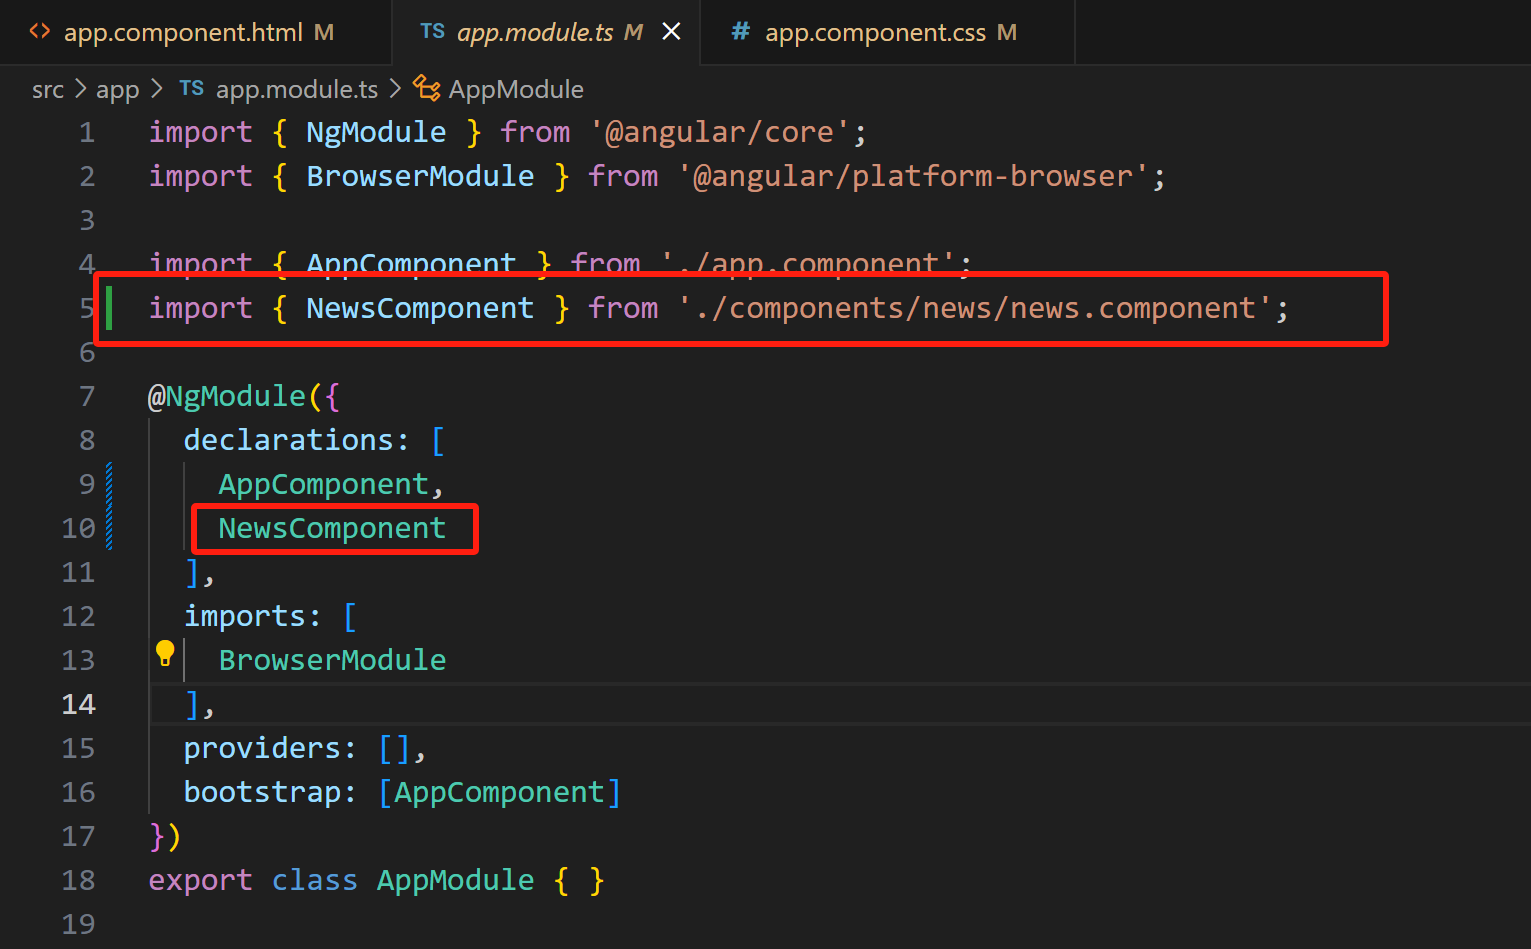 <> app.component.html M
TS app.module.ts M ×
# app.component.css M
src > app > TS app.module.ts > AppModule
1 import { NgModule } from '@angular/core';
2 import { BrowserModule } from '@angular/platform-browser';
3
4 import { AppComponent } from './app.component';
5 import { NewsComponent } from './components/news/news.component';
6
7 @NgModule({
8 declarations: [
9 AppComponent,
10 NewsComponent
11 ],
12 imports: [
13 BrowserModule
14 ],
15 providers: [],
16 bootstrap: [AppComponent]
17 })
18 export class AppModule { }
19